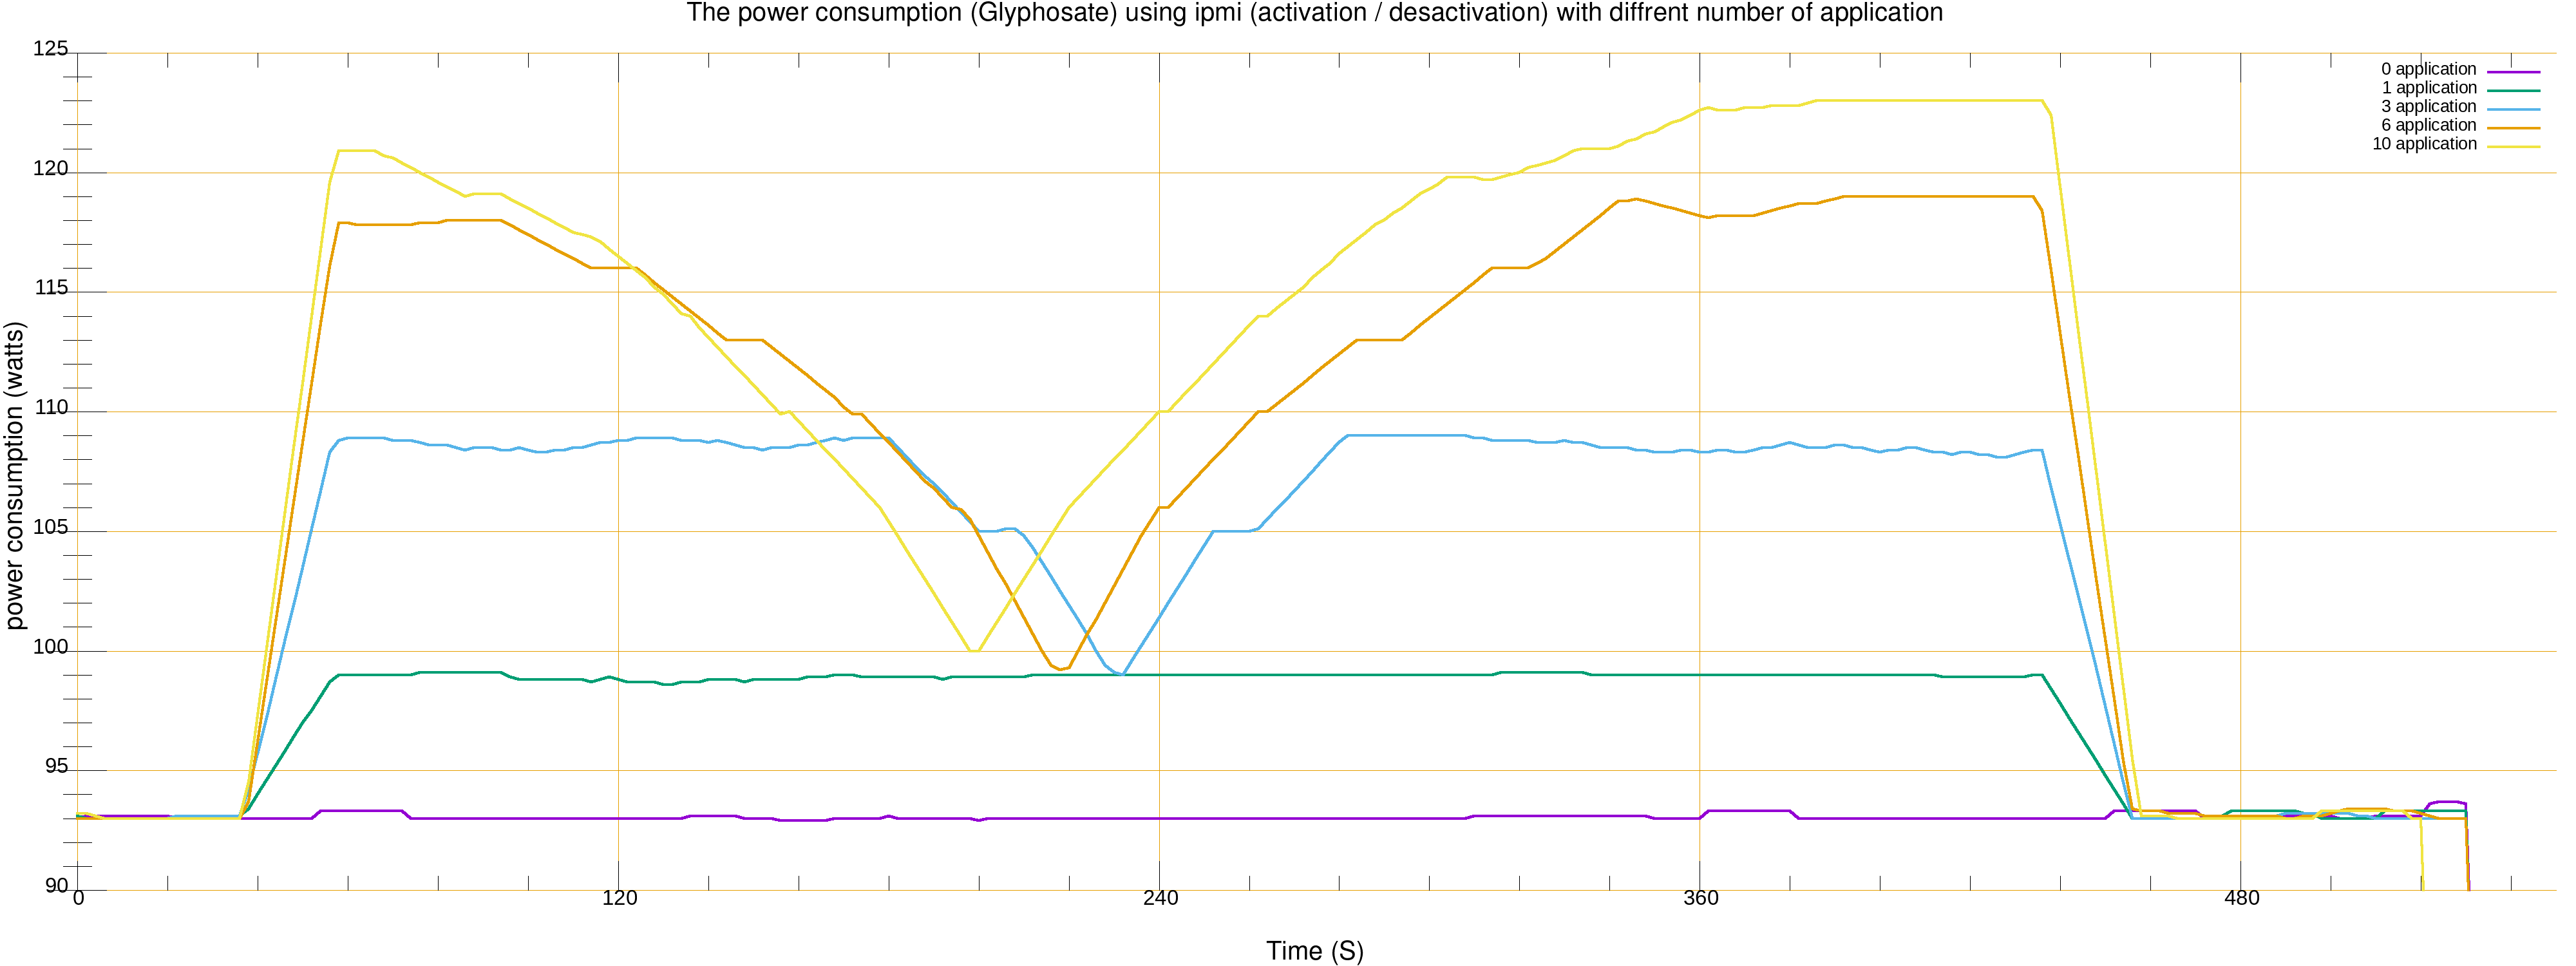 The power consumption (Glyphosate) using ipmi (activation / desactivation) with diffrent number of application
125
120
115
110
105
100
95
90
0 application
1 application
3 application
6 application
10 application
power consumption (watts)
0 120 240 360 480
Time (S)